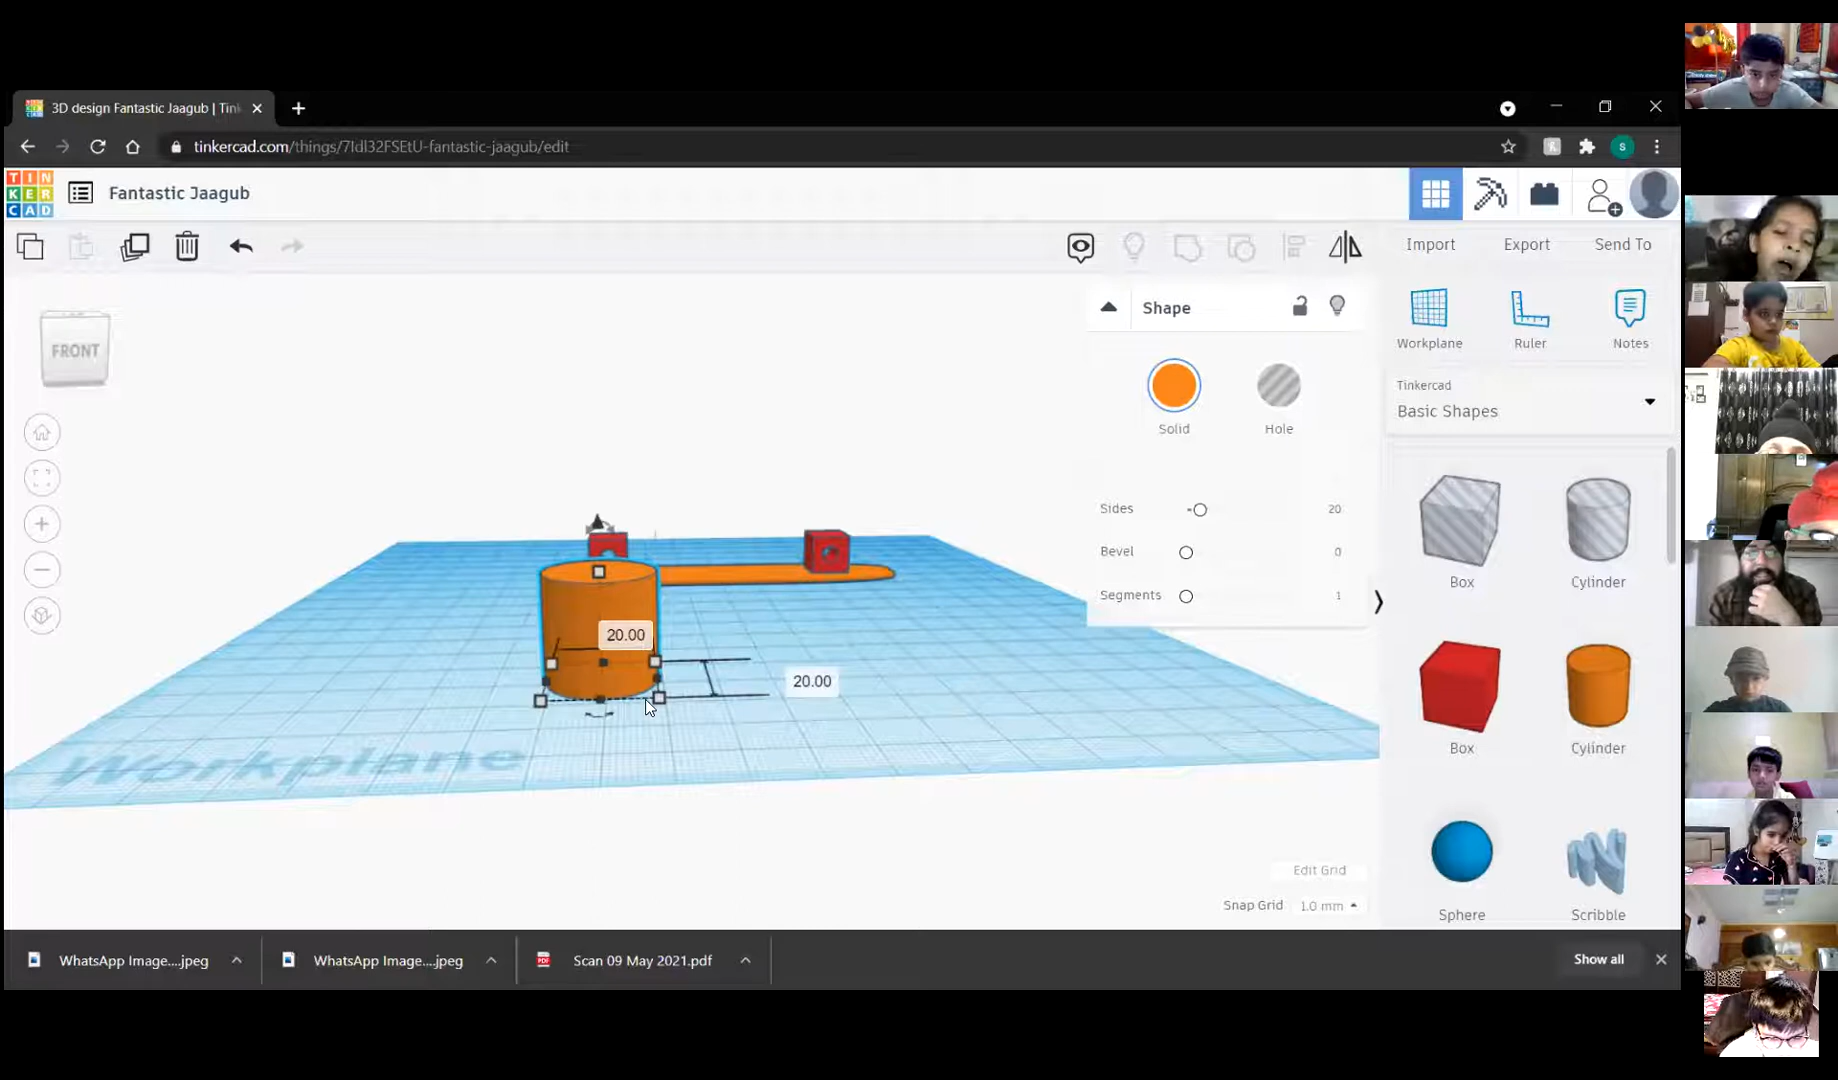 3D design Fantastic Jaagub | Tink
tinkercad.com/things/7Idl32FSEtU-fantastic-jaagub/edit
S
TIN
KER
CAD
Fantastic Jaagub
Import
Export
Send To
FRONT
Shape
Workplane
Ruler
Notes
Solid
Hole
Tinkercad
Basic Shapes
Sides
20
Bevel
0
Segments
1
Box
Cylinder
20.00
20.00
Workplane
Box
Cylinder
Edit Grid
Snap Grid
1.0 mm
Sphere
Scribble
WhatsApp Image....jpeg
WhatsApp Image....jpeg
PDF
Scan 09 May 2021.pdf
Show all